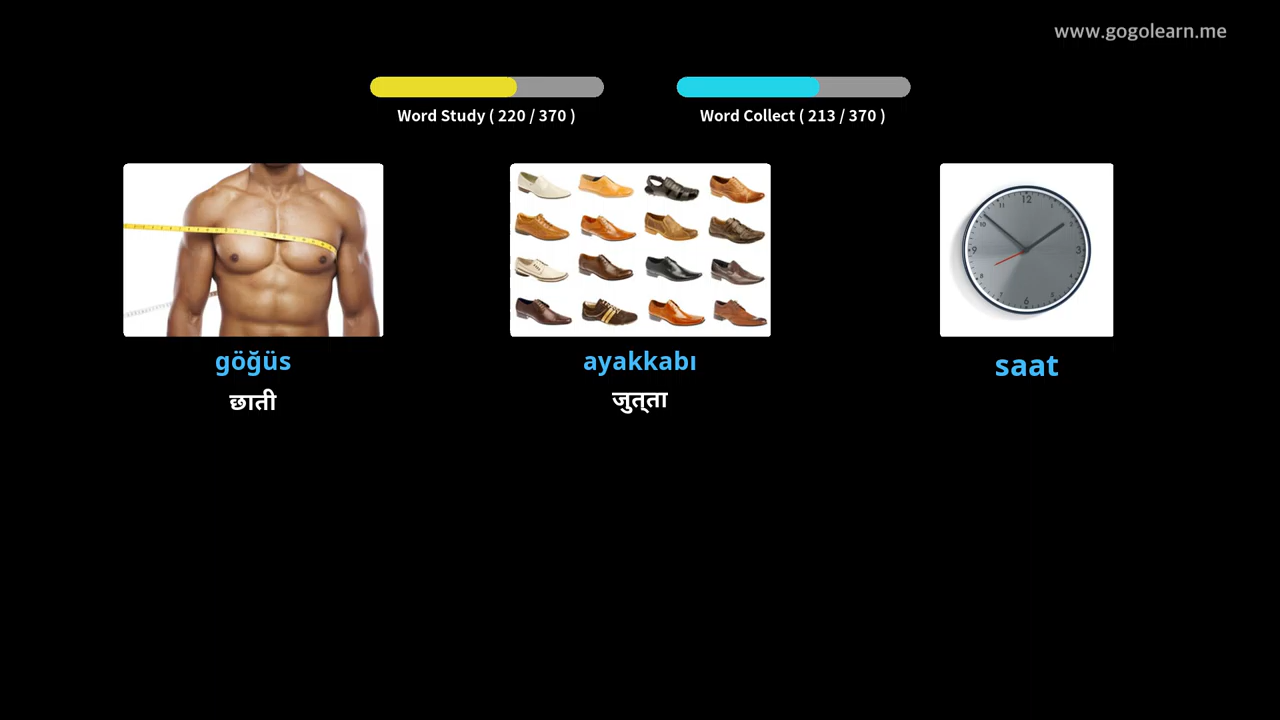 www.gogolearn.me
Word Study ( 220 / 370 )
Word Collect ( 213 / 370 )
göğüs
ayakkabı
saat
छाती
जुत्ता